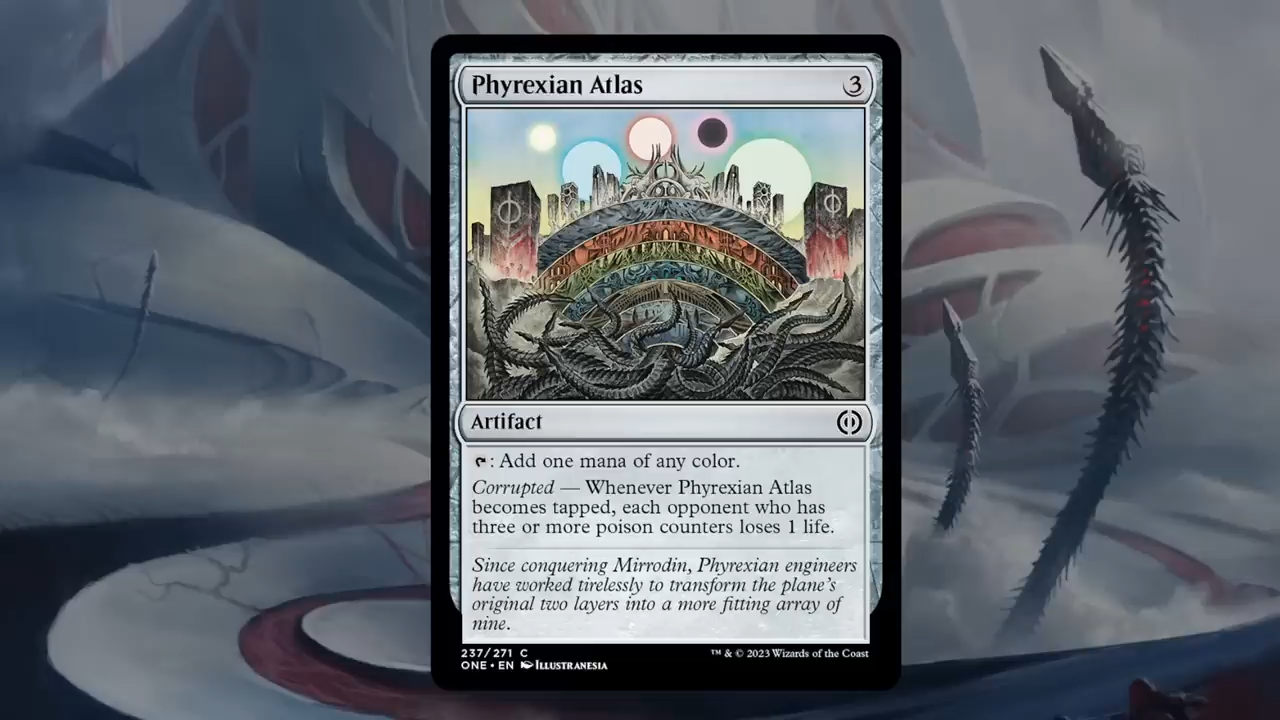 Phyrexian Atlas 3
Artifact
: Add one mana of any color.
Corrupted — Whenever Phyrexian Atlas
becomes tapped, each opponent who has
three or more poison counters loses 1 life.
Since conquering Mirrodin, Phyrexian engineers
have worked tirelessly to transform the plane's
original two layers into a more fitting array of
nine.
237/271 C
ONE • EN ILLUSTRANESIA
™ & © 2023 Wizards of the Coast